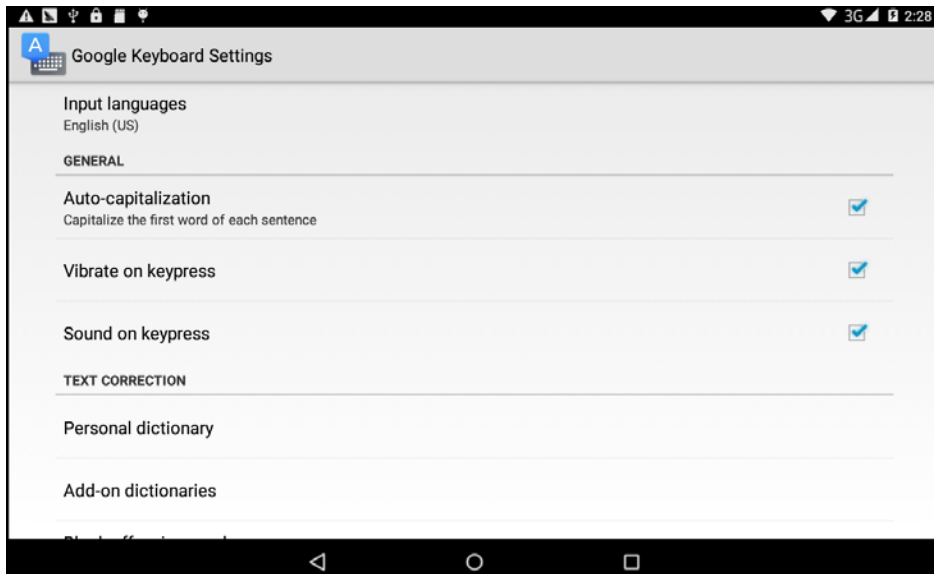 3G 2:28
A
Google Keyboard Settings
Input languages
English (US)
GENERAL
Auto-capitalization
Capitalize the first word of each sentence
Vibrate on keypress
Sound on keypress
TEXT CORRECTION
Personal dictionary
Add-on dictionaries